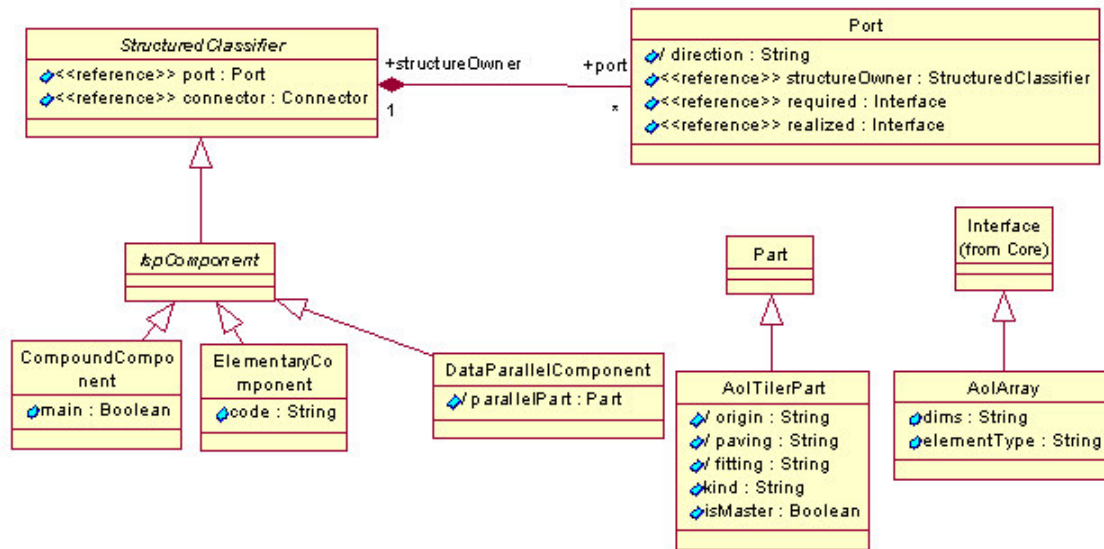 StructuredClassifier
<<reference>> port : Port
<<reference>> connector : Connector
+structureOwner
1
+port
*
Port
/ direction : String
<<reference>> structureOwner : StructuredClassifier
<<reference>> required : Interface
<<reference>> realized : Interface
IspComponent
Part
Interface
(from Core)
CompoundCompo
nent
main : Boolean
ElementaryCo
mponent
code : String
DataParallelComponent
/ parallelPart : Part
AolTilerPart
/ origin : String
/ paving : String
/ fitting : String
kind : String
isMaster : Boolean
AolArray
dims : String
elementType : String